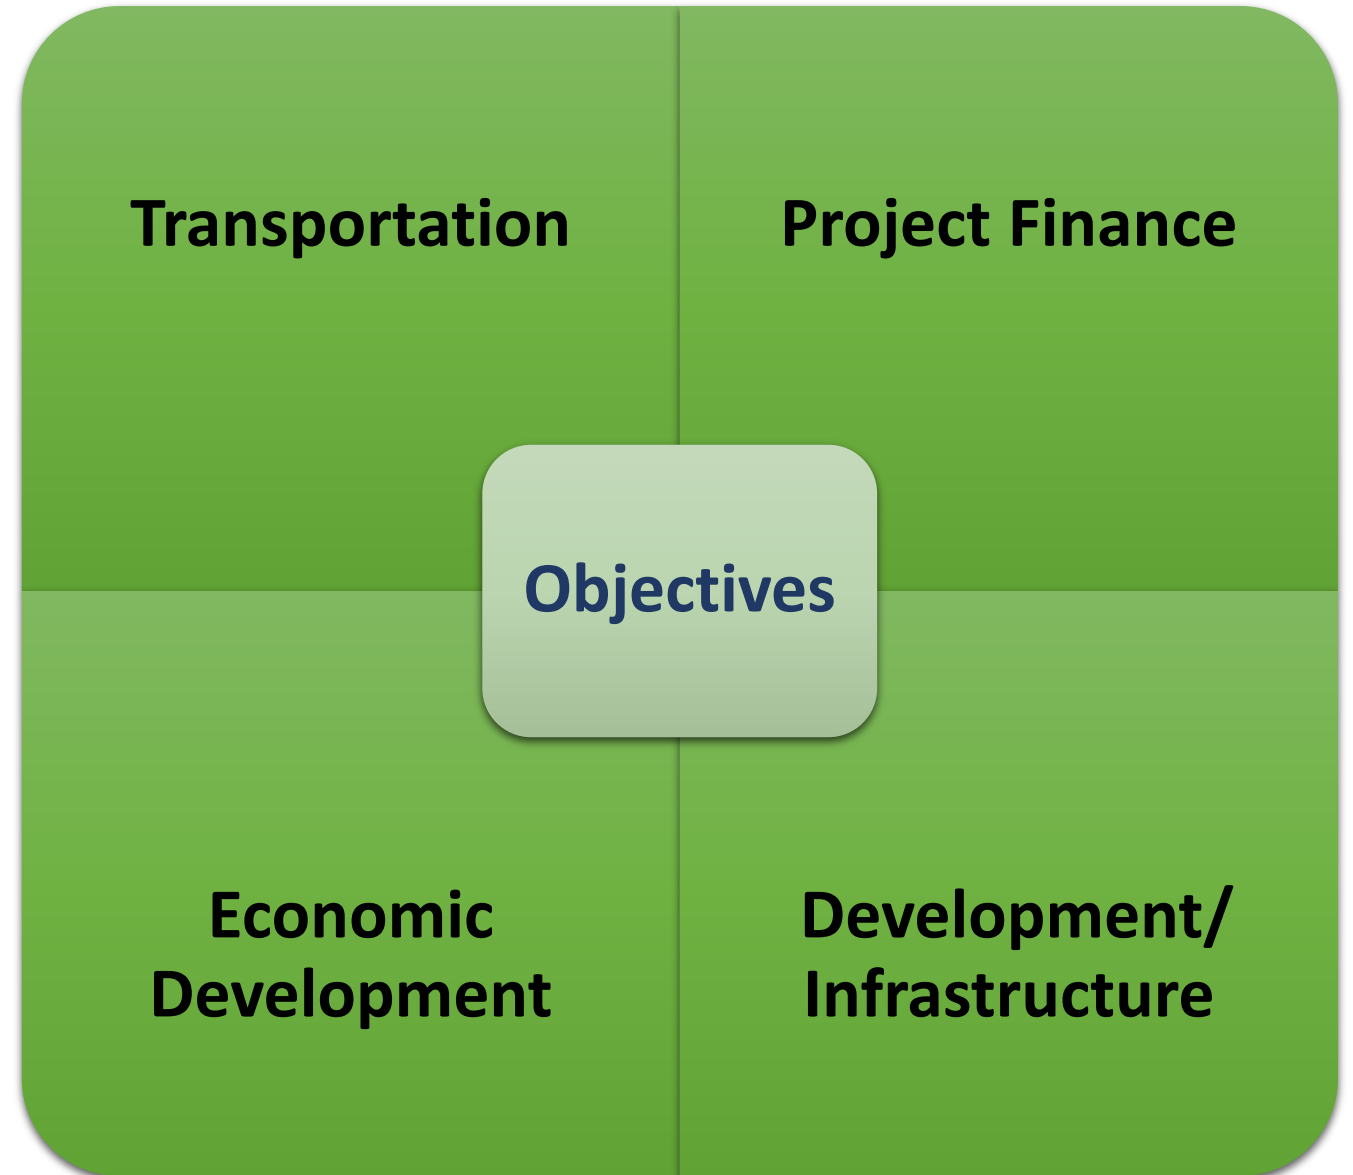 Transportation
Project Finance
Objectives
Economic
Development
Development/
Infrastructure